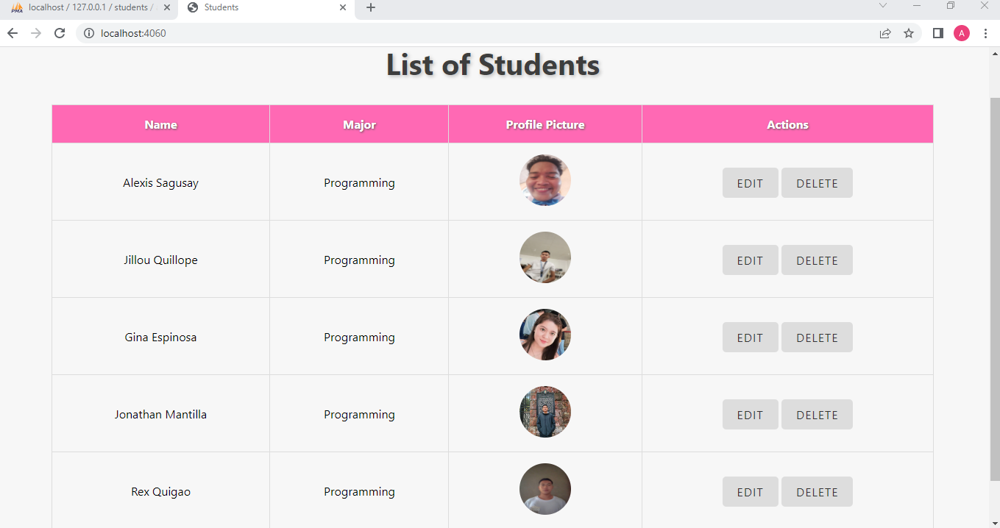 PMA localhost / 127.0.0.1 / students / Students
localhost:4060 A
List of Students
Name Major Profile Picture Actions
Alexis Sagusay Programming EDIT DELETE
Jillou Quillope Programming EDIT DELETE
Gina Espinosa Programming EDIT DELETE
Jonathan Mantilla Programming EDIT DELETE
Rex Quigao Programming EDIT DELETE